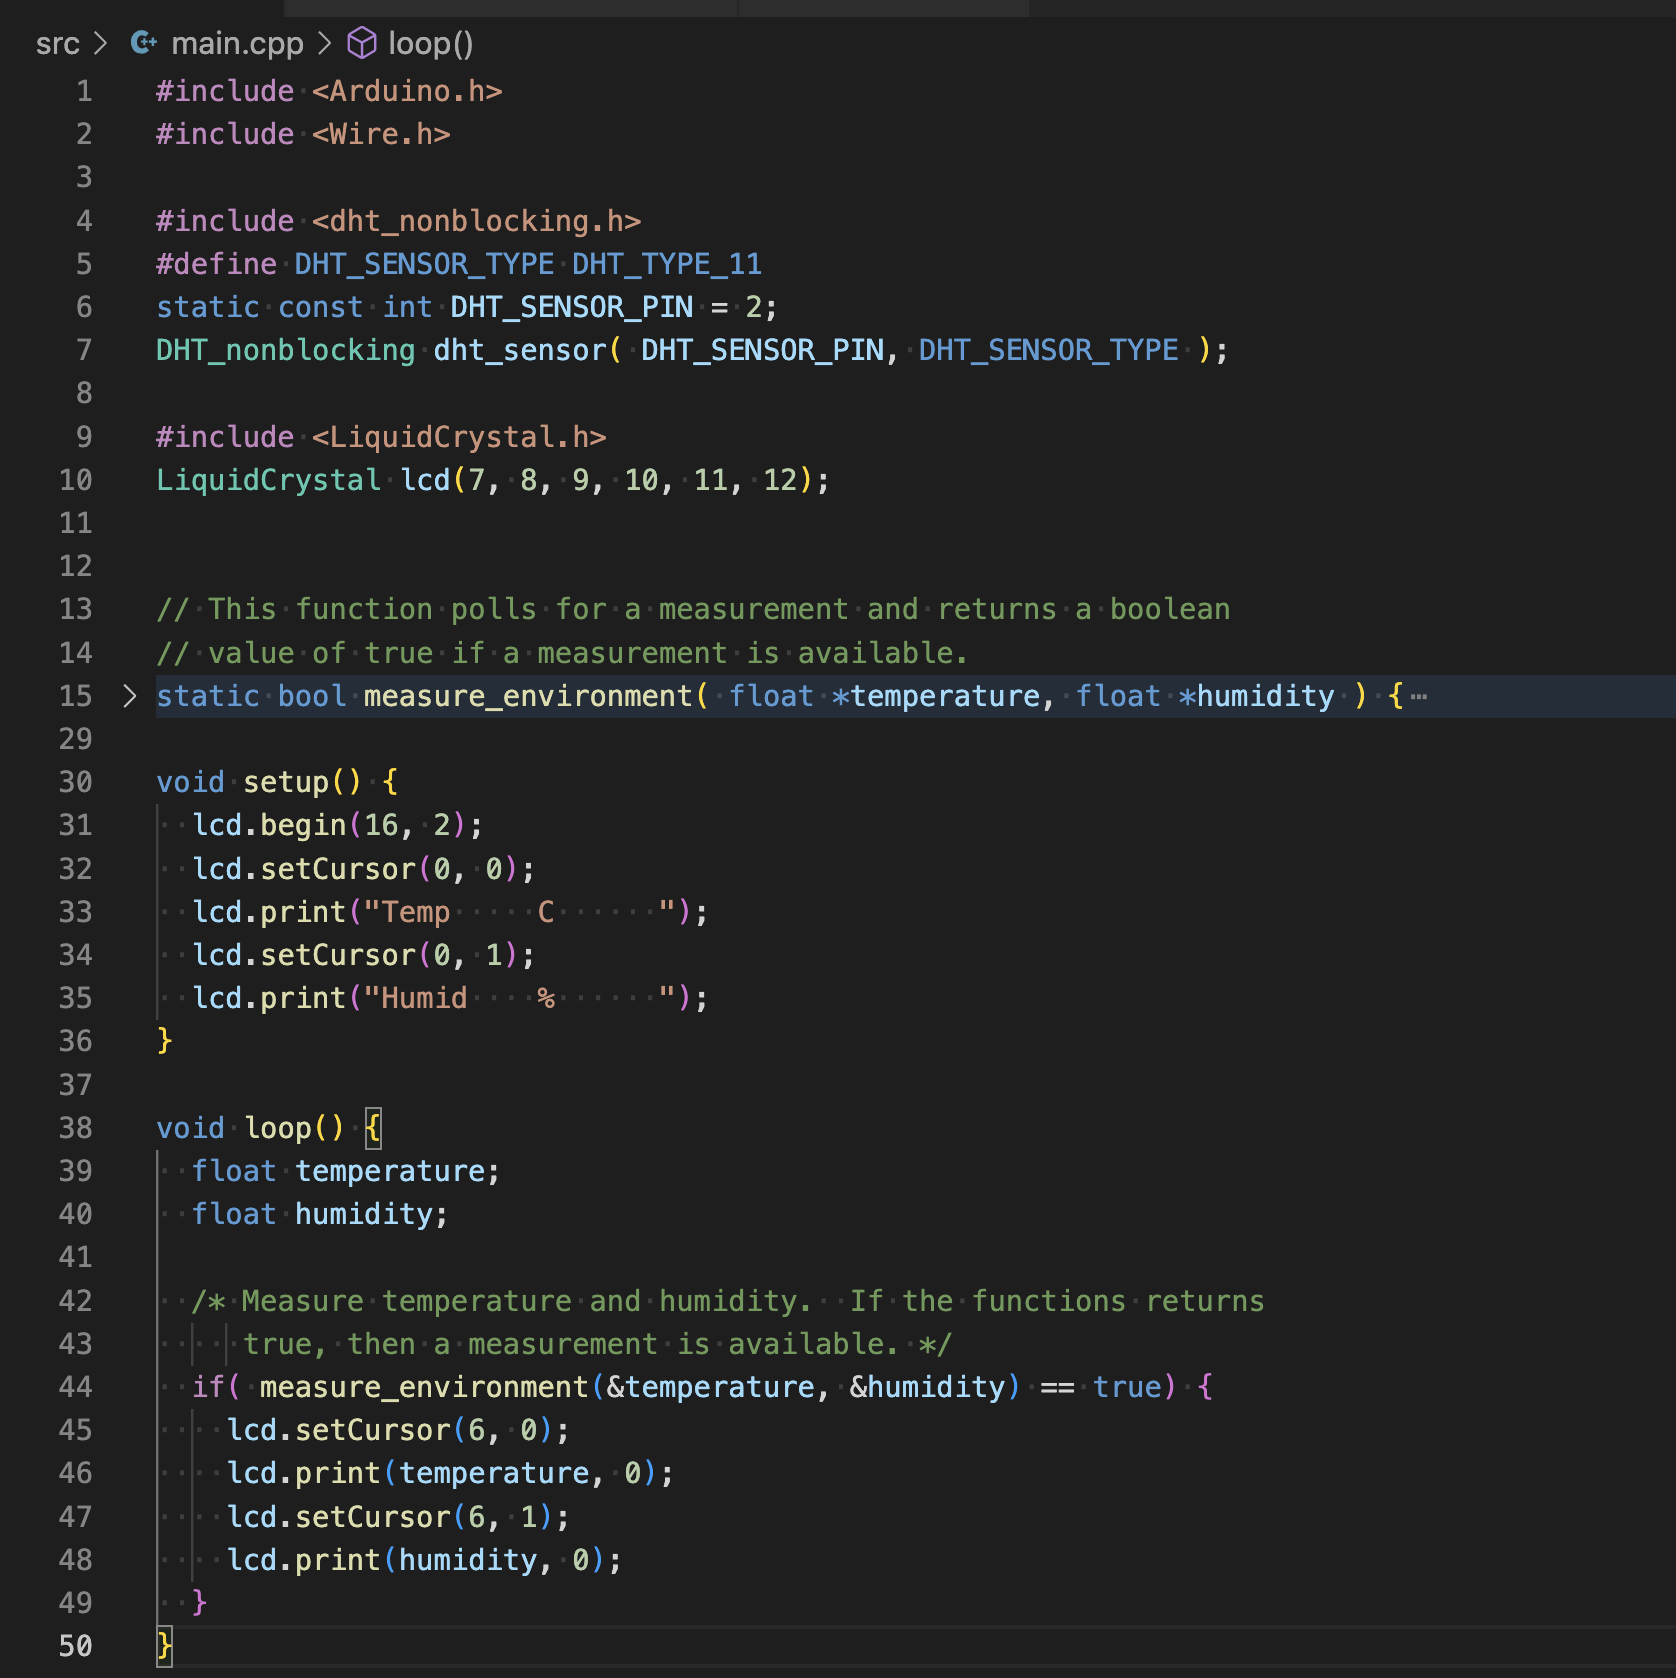 src > main.cpp > loop()
1 #include <Arduino.h>
2 #include <Wire.h>
3
4 #include <dht_nonblocking.h>
5 #define DHT_SENSOR_TYPE DHT_TYPE_11
6 static const int DHT_SENSOR_PIN = 2;
7 DHT_nonblocking dht_sensor( DHT_SENSOR_PIN, DHT_SENSOR_TYPE );
8
9 #include <LiquidCrystal.h>
10 LiquidCrystal lcd(7, 8, 9, 10, 11, 12);
11
12
13 // This function polls for a measurement and returns a boolean
14 // value of true if a measurement is available.
15 > static bool measure_environment( float *temperature, float *humidity ) {⋯
29
30 void setup() {
31   lcd.begin(16, 2);
32   lcd.setCursor(0, 0);
33   lcd.print("Temp     C      ");
34   lcd.setCursor(0, 1);
35   lcd.print("Humid    %      ");
36 }
37
38 void loop() {
39   float temperature;
40   float humidity;
41
42   /* Measure temperature and humidity.  If the functions returns
43      true, then a measurement is available. */
44   if( measure_environment(&temperature, &humidity) == true) {
45     lcd.setCursor(6, 0);
46     lcd.print(temperature, 0);
47     lcd.setCursor(6, 1);
48     lcd.print(humidity, 0);
49   }
50 }